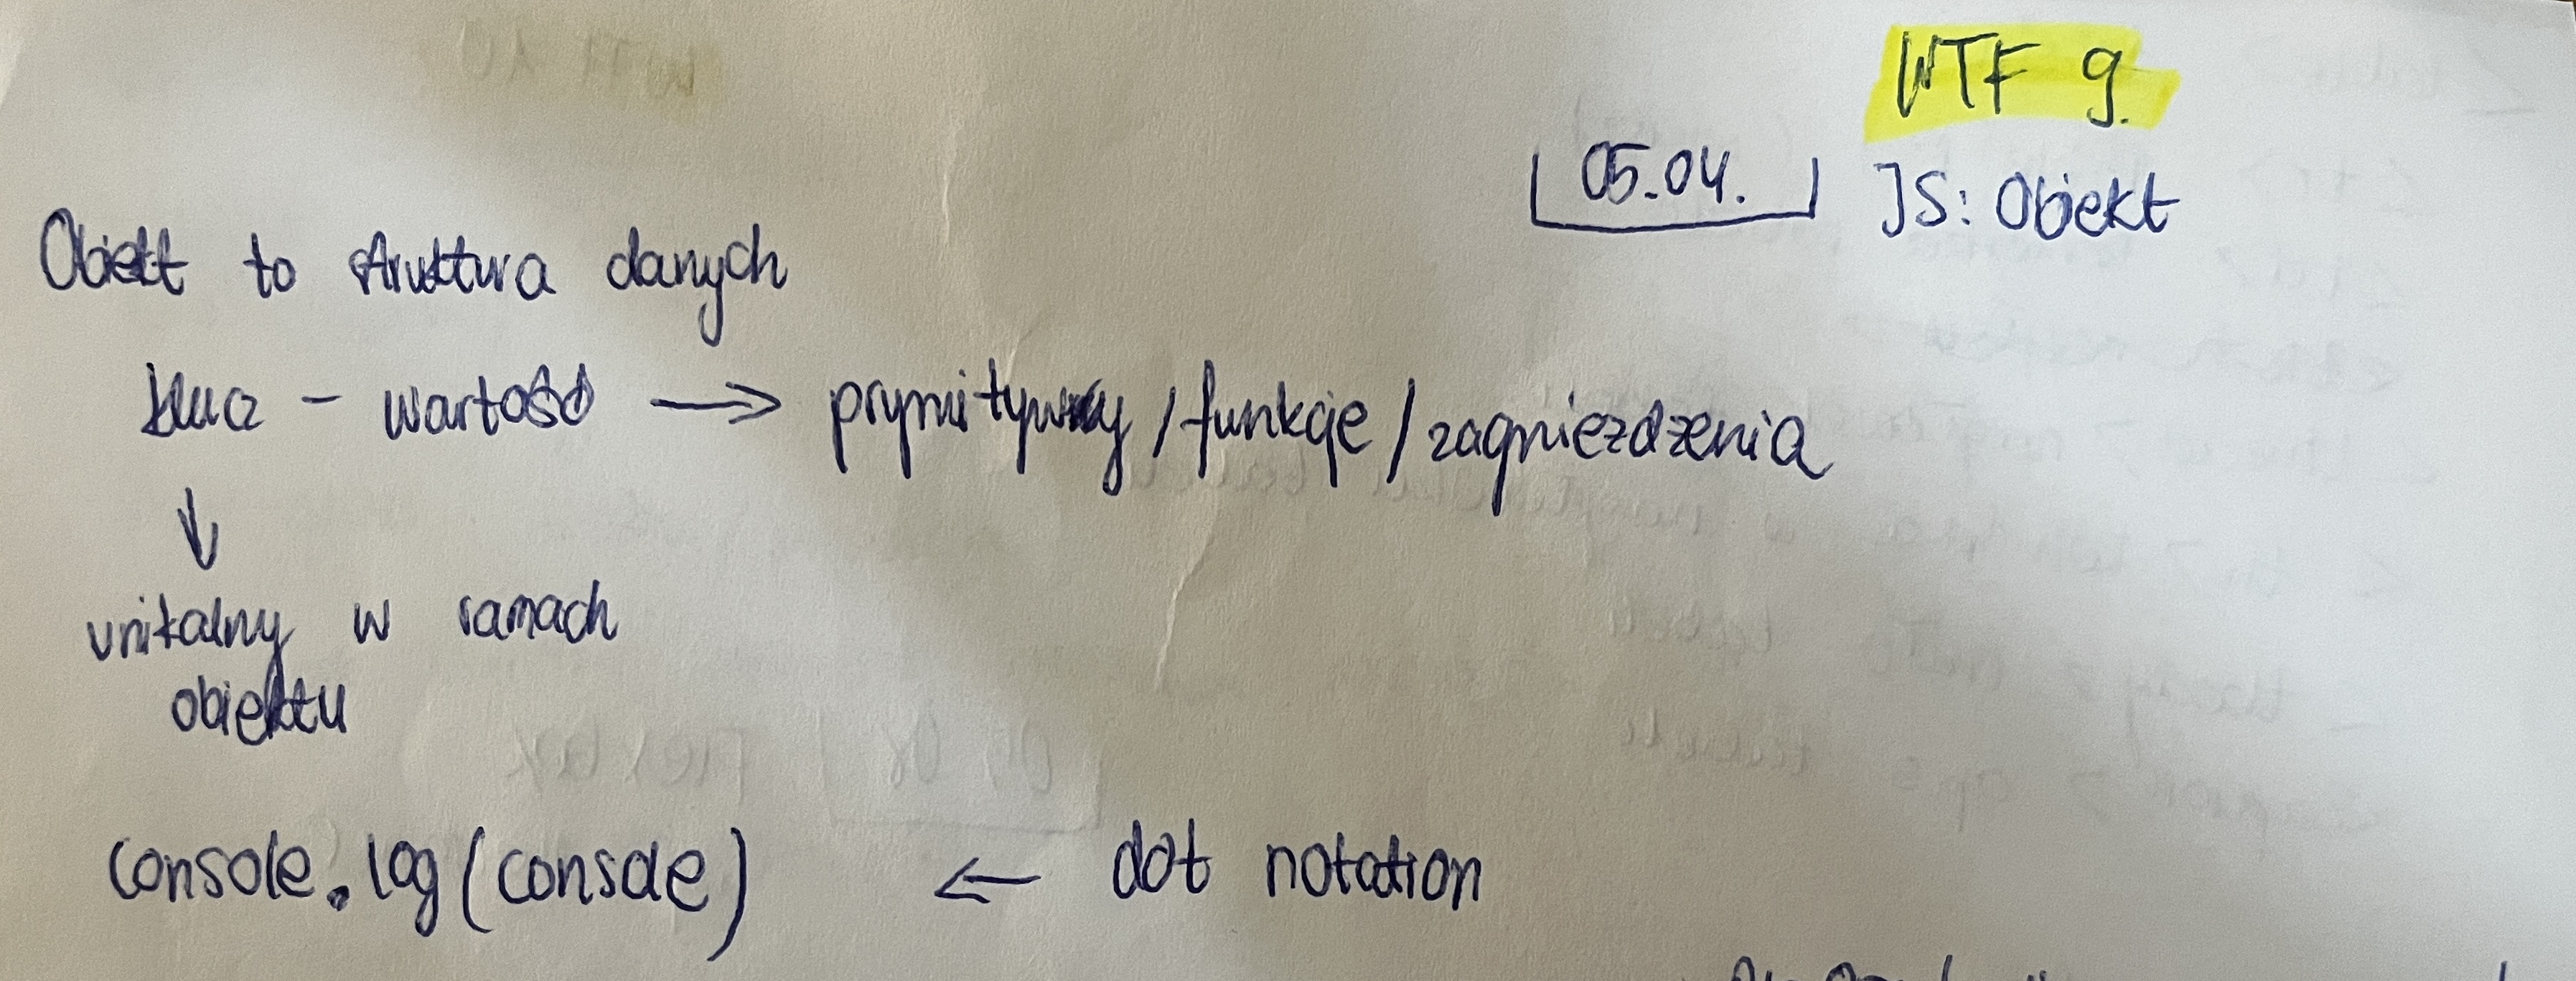 WTF 9.
05.04. JS: Obiekt
Obiekt to struktura danych
klucz - wartość → prymitywy / funkcje / zagnieżdżenia
↓
unikalny w ramach
obiektu
console.log(console) ← dot notation